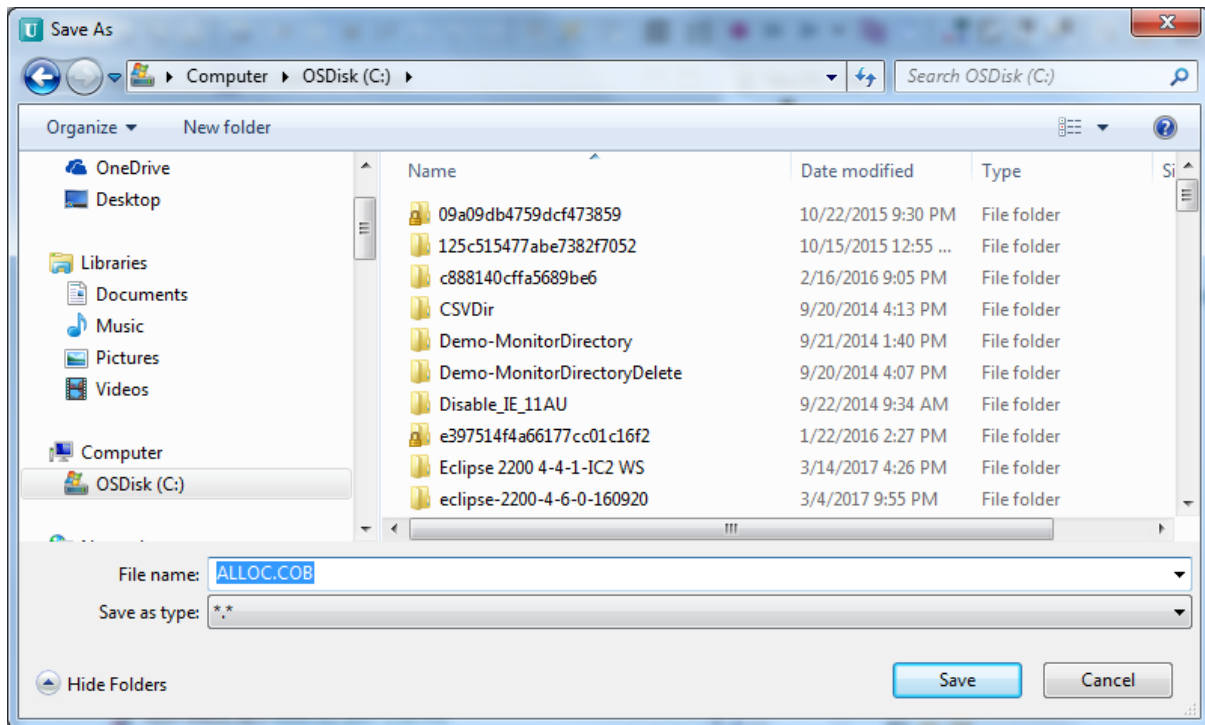 U Save As
Computer OSDisk (C:) Search OSDisk (C:)
Organize New folder
OneDrive
Desktop
Libraries
Documents
Music
Pictures
Videos
Computer
OSDisk (C:)
Name Date modified Type Si
09a09db4759dcf473859 10/22/2015 9:30 PM File folder
125c515477abe7382f7052 10/15/2015 12:55 ... File folder
c888140cffa5689be6 2/16/2016 9:05 PM File folder
CSVDir 9/20/2014 4:13 PM File folder
Demo-MonitorDirectory 9/21/2014 1:40 PM File folder
Demo-MonitorDirectoryDelete 9/20/2014 4:07 PM File folder
Disable_IE_11AU 9/22/2014 9:34 AM File folder
e397514f4a66177cc01c16f2 1/22/2016 2:27 PM File folder
Eclipse 2200 4-4-1-IC2 WS 3/14/2017 4:26 PM File folder
eclipse-2200-4-6-0-160920 3/4/2017 9:55 PM File folder
File name: ALLOC.COB
Save as type: *.*
Hide Folders Save Cancel